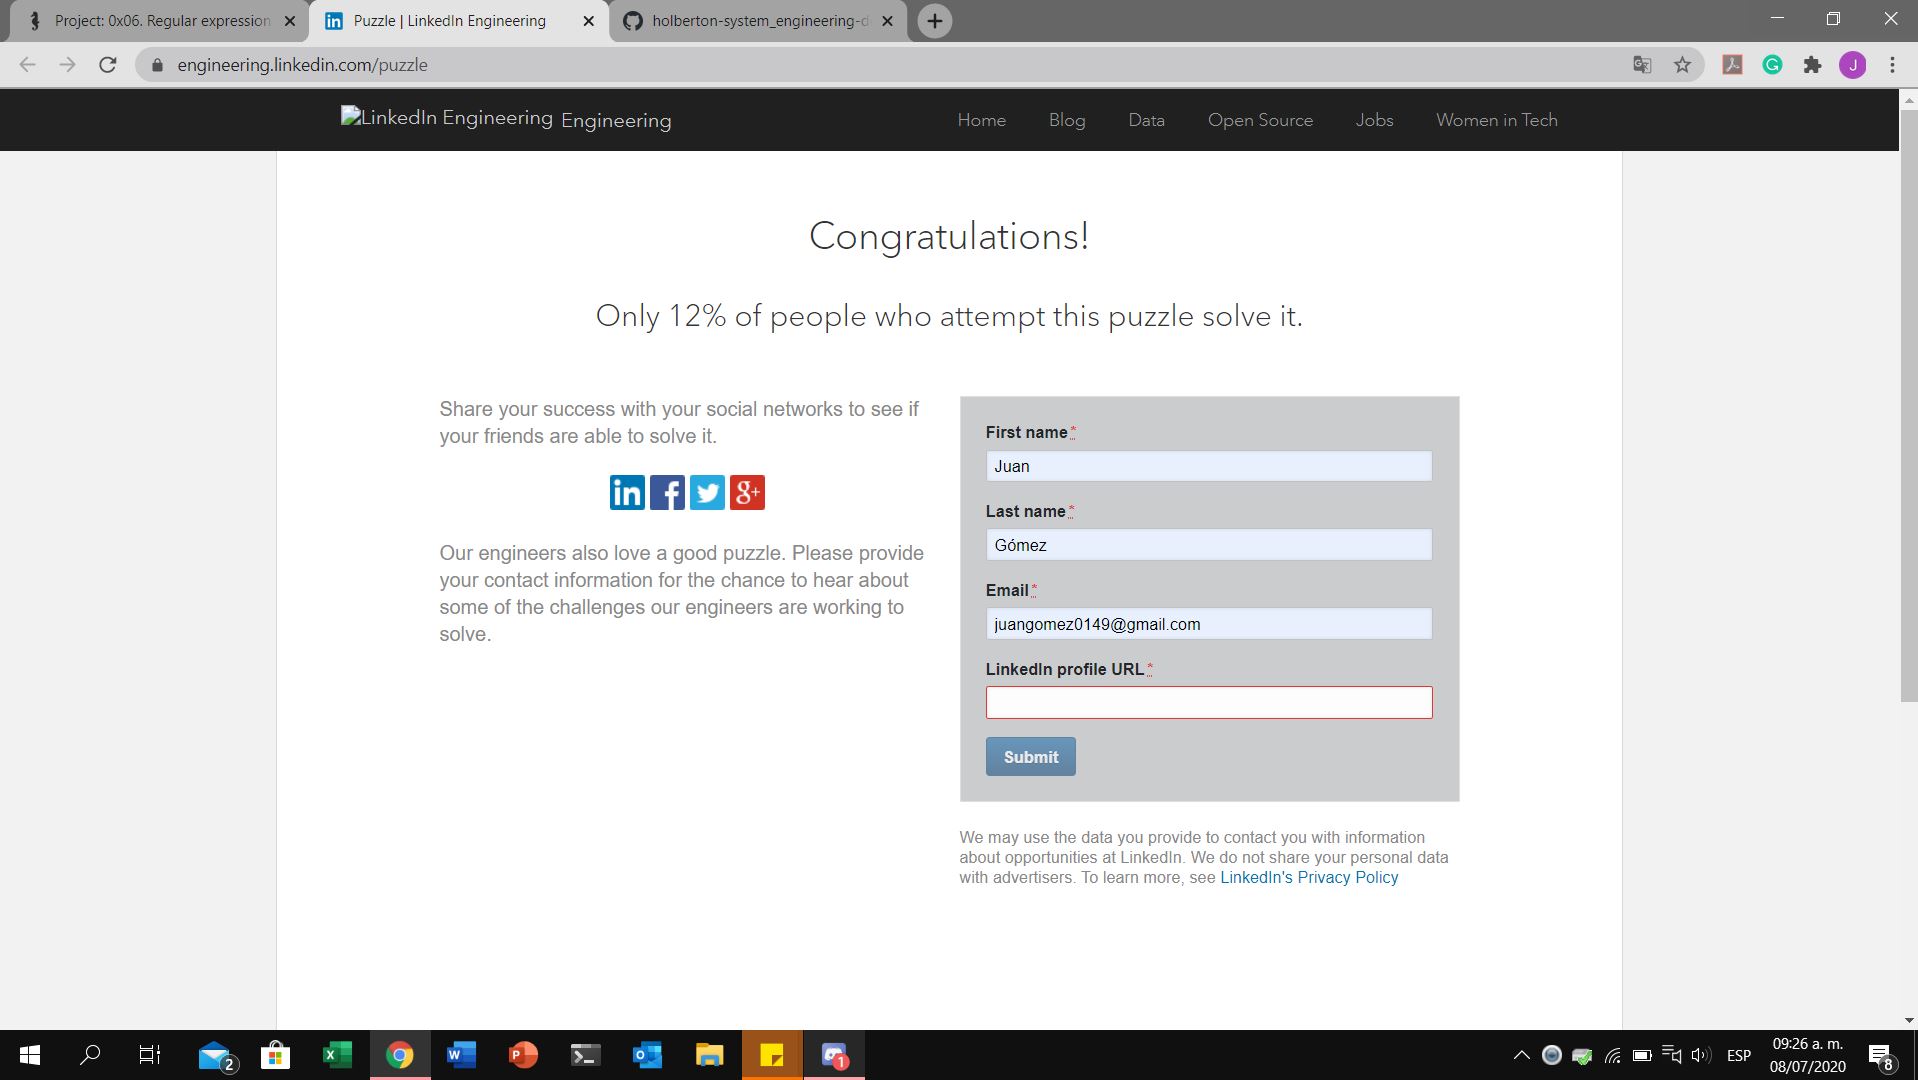 Project: 0x06. Regular expression
Puzzle | LinkedIn Engineering
holberton-system_engineering-d
engineering.linkedin.com/puzzle
J
LinkedIn Engineering Engineering
Home Blog Data Open Source Jobs Women in Tech
Congratulations!
Only 12% of people who attempt this puzzle solve it.
Share your success with your social networks to see if
your friends are able to solve it.
in f g+
Our engineers also love a good puzzle. Please provide
your contact information for the chance to hear about
some of the challenges our engineers are working to
solve.
First name*
Juan
Last name*
Gómez
Email*
juangomez0149@gmail.com
LinkedIn profile URL*
Submit
We may use the data you provide to contact you with information
about opportunities at LinkedIn. We do not share your personal data
with advertisers. To learn more, see LinkedIn's Privacy Policy
2
1
ESP
09:26 a. m.
08/07/2020
8